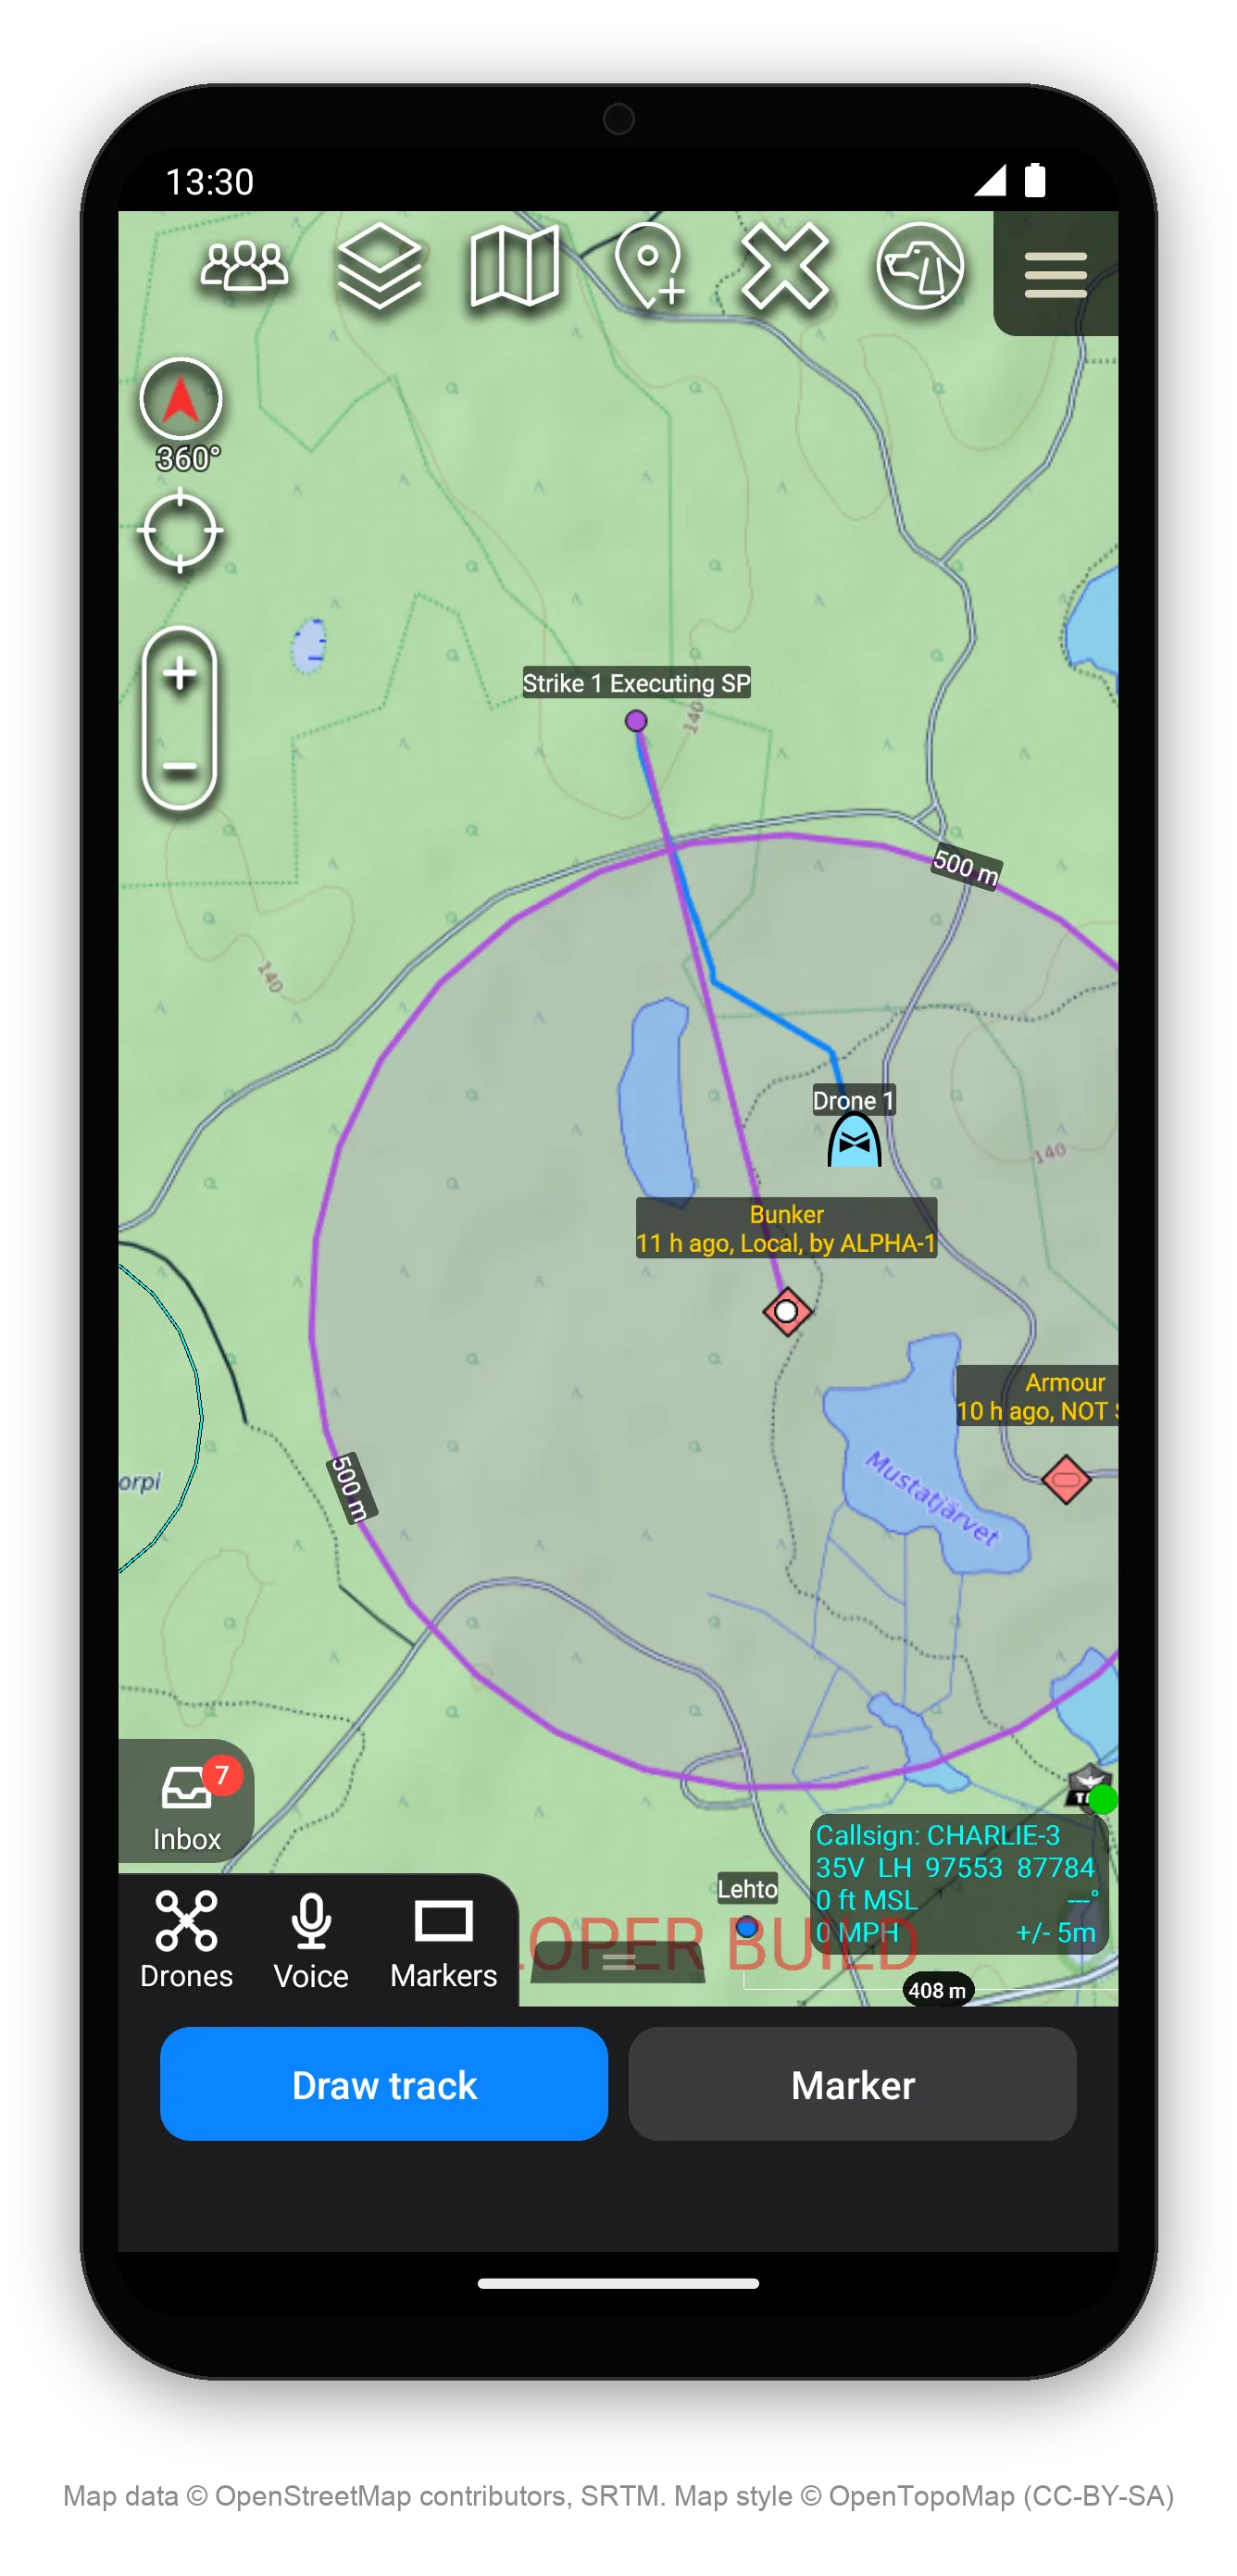 13:30
360°
Strike 1 Executing SP
140
500 m
140
Drone 1
140
Bunker
11 h ago, Local, by ALPHA-1
Armour
10 h ago, NOT
500 m
orpi
Mustatjärvet
7
Inbox
Callsign: CHARLIE-3
35V LH 97553 87784
0 ft MSL ---°
0 MPH +/- 5m
Lehto
OPER BUILD
Drones Voice Markers
408 m
Draw track Marker
Map data © OpenStreetMap contributors, SRTM. Map style © OpenTopoMap (CC-BY-SA)